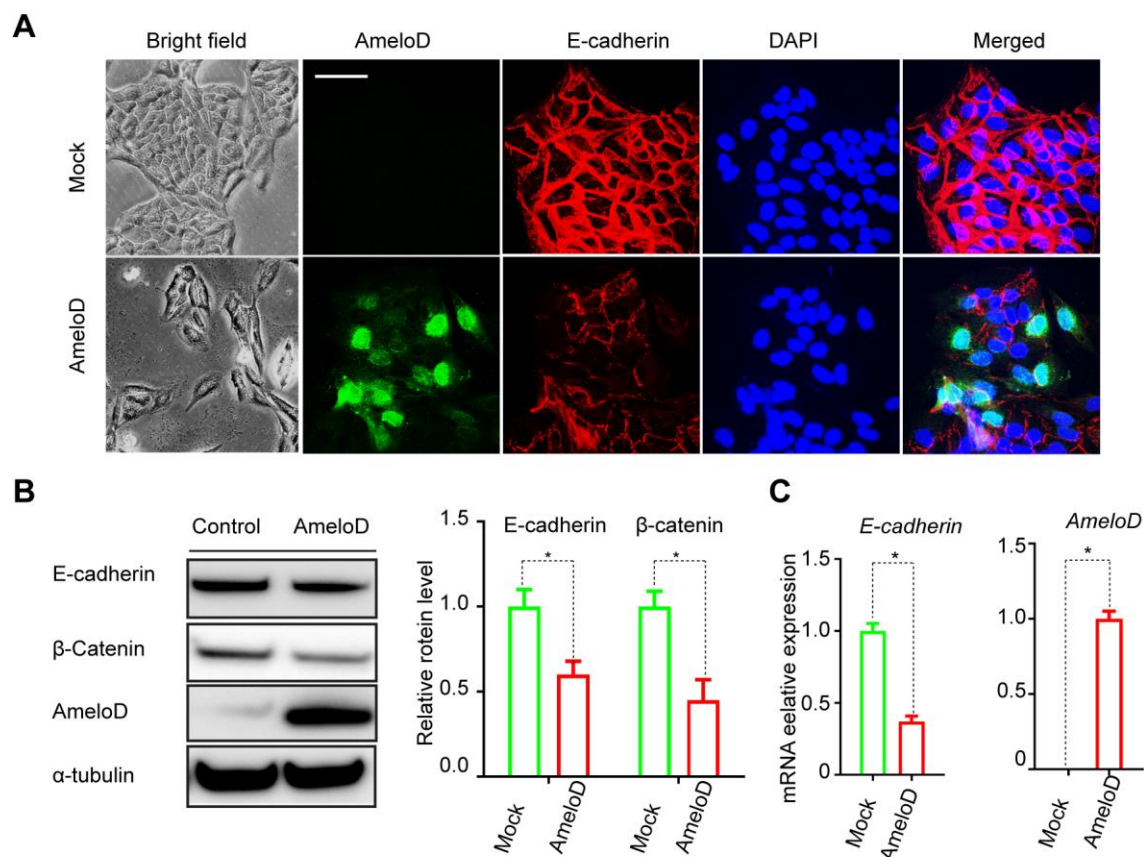 A
Bright field AmeloD E-cadherin DAPI Merged
Mock
AmeloD
B
Control AmeloD
E-cadherin
β-Catenin
AmeloD
α-tubulin
E-cadherin β-catenin
Relative rotein level
1.5
1.0
0.5
0.0
* *
Mock AmeloD Mock AmeloD
C
E-cadherin
mRNA eelative expression
1.5
1.0
0.5
0
*
Mock AmeloD
AmeloD
1.5
1.0
0.5
0
*
Mock AmeloD